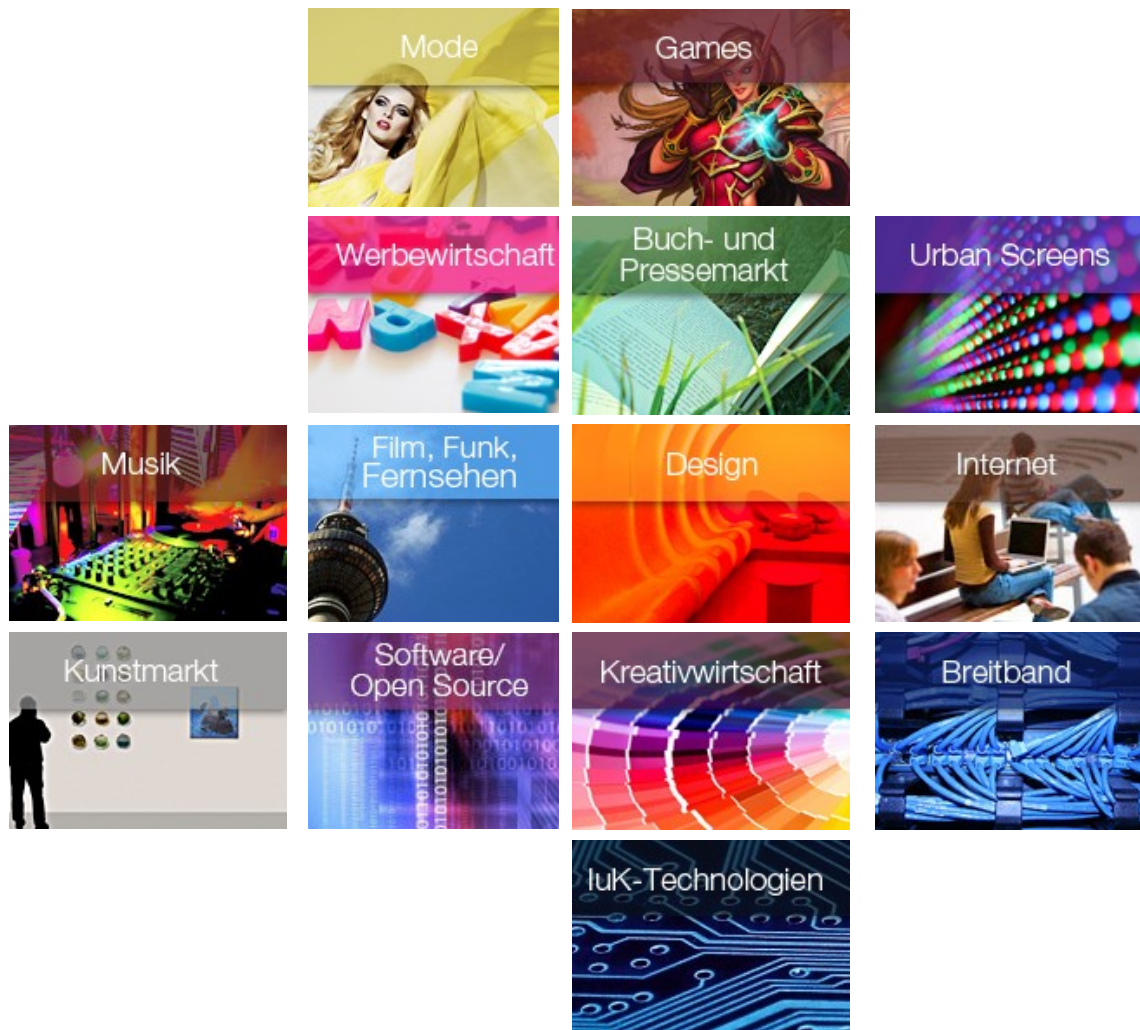 Mode
Games
Werbewirtschaft
Buch- und
Pressemarkt
Urban Screens
Musik
Film, Funk,
Fernsehen
Design
Internet
Kunstmarkt
Software/
Open Source
Kreativwirtschaft
Breitband
IuK-Technologien